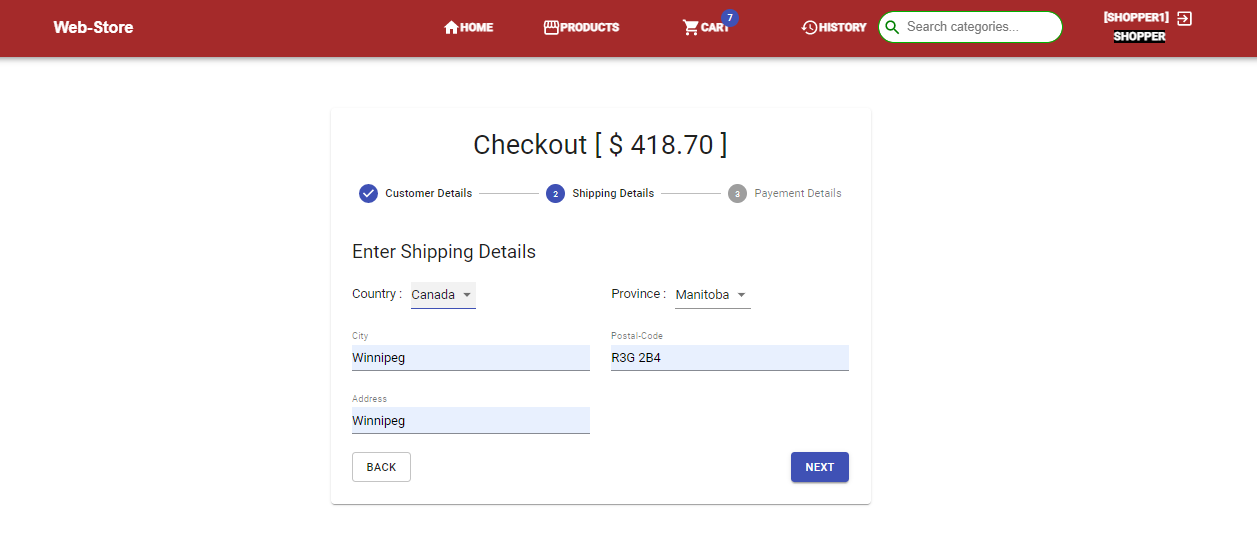 Web-Store HOME PRODUCTS CART 7 HISTORY Search categories... [SHOPPER1]
SHOPPER
Checkout [ $ 418.70 ]
Customer Details 2 Shipping Details 3 Payement Details
Enter Shipping Details
Country : Canada Province : Manitoba
City Postal-Code
Winnipeg R3G 2B4
Address
Winnipeg
BACK NEXT